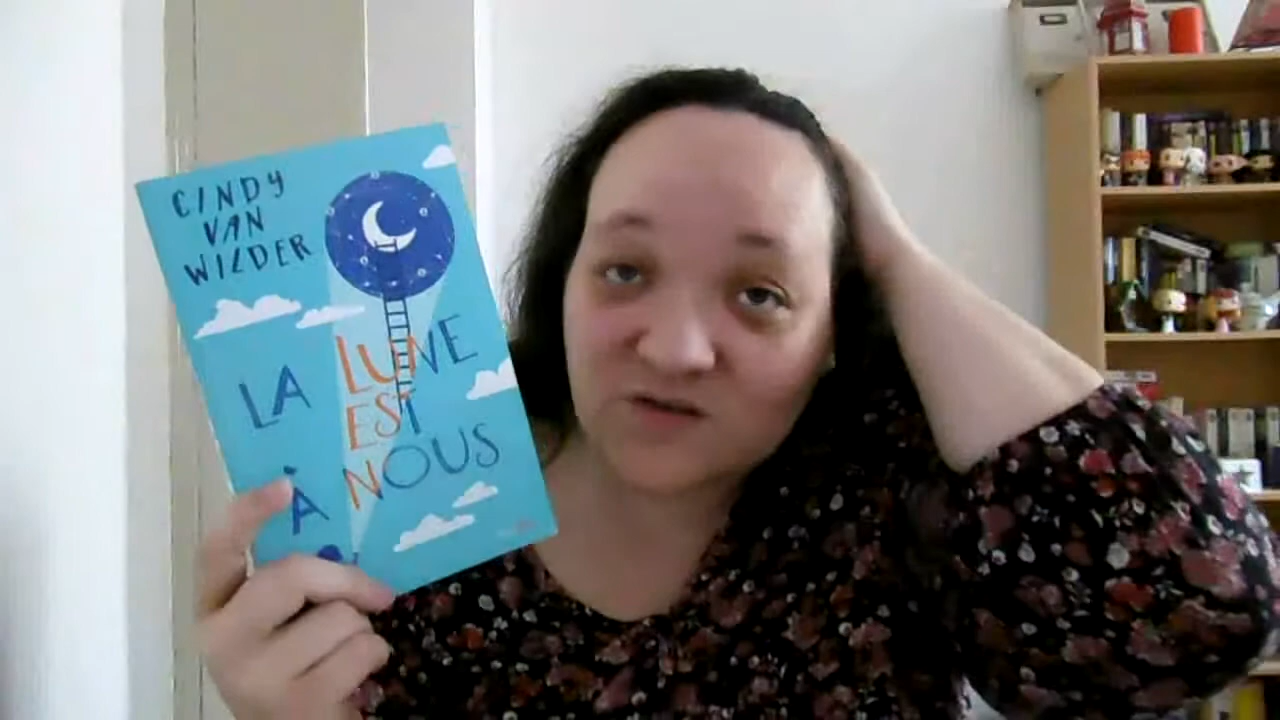 CINDY
VAN
WILDER
LA LUNE
EST
À NOUS